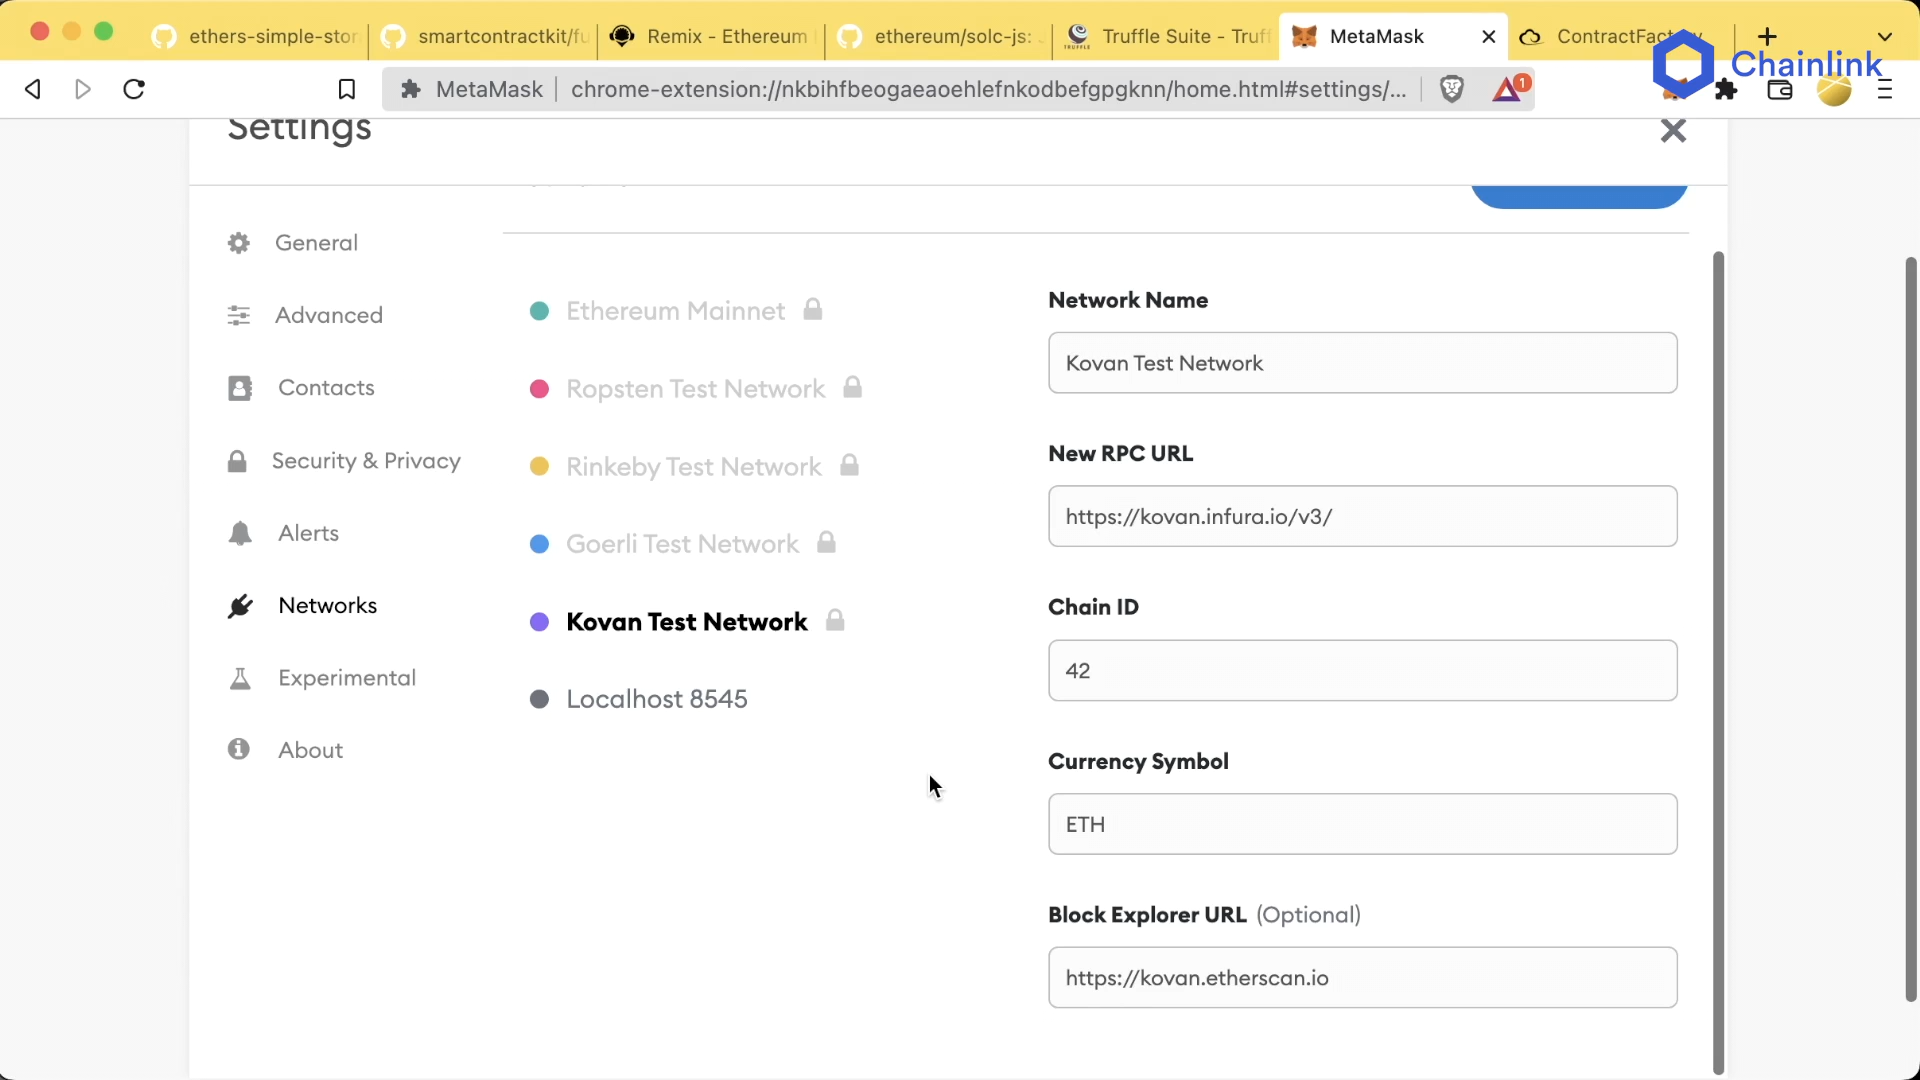 ethers-simple-stor
smartcontractkit/fu
Remix - Ethereum
ethereum/solc-js:
Truffle Suite - Truf
MetaMask
ContractFactory
Chainlink
MetaMask
chrome-extension://nkbihfbeogaeaoehlefnkodbefgpgknn/home.html#settings/...
1
Settings
General
Advanced
Contacts
Security & Privacy
Alerts
Networks
Experimental
About
Ethereum Mainnet
Ropsten Test Network
Rinkeby Test Network
Goerli Test Network
Kovan Test Network
Localhost 8545
Network Name
Kovan Test Network
New RPC URL
https://kovan.infura.io/v3/
Chain ID
42
Currency Symbol
ETH
Block Explorer URL (Optional)
https://kovan.etherscan.io